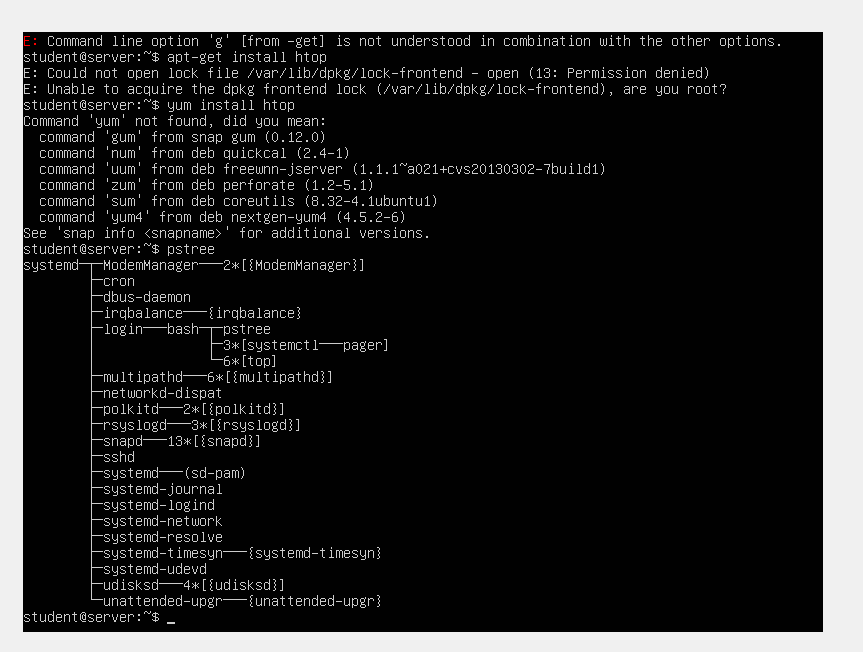 E: Command line option 'g' [from -get] is not understood in combination with the other options.
student@server:~$ apt-get install htop
E: Could not open lock file /var/lib/dpkg/lock-frontend - open (13: Permission denied)
E: Unable to acquire the dpkg frontend lock (/var/lib/dpkg/lock-frontend), are you root?
student@server:~$ yum install htop
Command 'yum' not found, did you mean:
  command 'gum' from snap gum (0.12.0)
  command 'num' from deb quickcal (2.4-1)
  command 'uum' from deb freewnn-jserver (1.1.1~a021+cvs20130302-7build1)
  command 'zum' from deb perforate (1.2-5.1)
  command 'sum' from deb coreutils (8.32-4.1ubuntu1)
  command 'yum4' from deb nextgen-yum4 (4.5.2-6)
See 'snap info <snapname>' for additional versions.
student@server:~$ pstree
systemd─┬─ModemManager───2*[{ModemManager}]
        ├─cron
        ├─dbus-daemon
        ├─irqbalance───{irqbalance}
        ├─login───bash─┬─pstree
        │              ├─3*[systemctl───pager]
        │              └─6*[top]
        ├─multipathd───6*[{multipathd}]
        ├─networkd-dispat
        ├─polkitd───2*[{polkitd}]
        ├─rsyslogd───3*[{rsyslogd}]
        ├─snapd───13*[{snapd}]
        ├─sshd
        ├─systemd───(sd-pam)
        ├─systemd-journal
        ├─systemd-logind
        ├─systemd-network
        ├─systemd-resolve
        ├─systemd-timesyn───{systemd-timesyn}
        ├─systemd-udevd
        ├─udisksd───4*[{udisksd}]
        └─unattended-upgr───{unattended-upgr}
student@server:~$ _